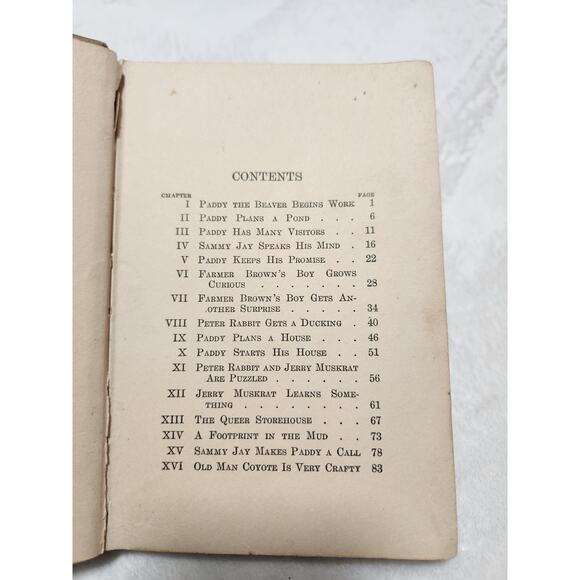 CONTENTS
CHAPTER PAGE
I PADDY THE BEAVER BEGINS WORK 1
II PADDY PLANS A POND . . . 6
III PADDY HAS MANY VISITORS . . 11
IV SAMMY JAY SPEAKS HIS MIND . 16
V PADDY KEEPS HIS PROMISE . . 22
VI FARMER BROWN'S BOY GROWS
CURIOUS . . . . . . . 28
VII FARMER BROWN'S BOY GETS AN-
OTHER SURPRISE . . . . . 34
VIII PETER RABBIT GETS A DUCKING . 40
IX PADDY PLANS A HOUSE . . . 46
X PADDY STARTS HIS HOUSE . . 51
XI PETER RABBIT AND JERRY MUSKRAT
ARE PUZZLED . . . . . . 56
XII JERRY MUSKRAT LEARNS SOME-
THING . . . . . . . . 61
XIII THE QUEER STOREHOUSE . . . 67
XIV A FOOTPRINT IN THE MUD . . 73
XV SAMMY JAY MAKES PADDY A CALL 78
XVI OLD MAN COYOTE IS VERY CRAFTY 83